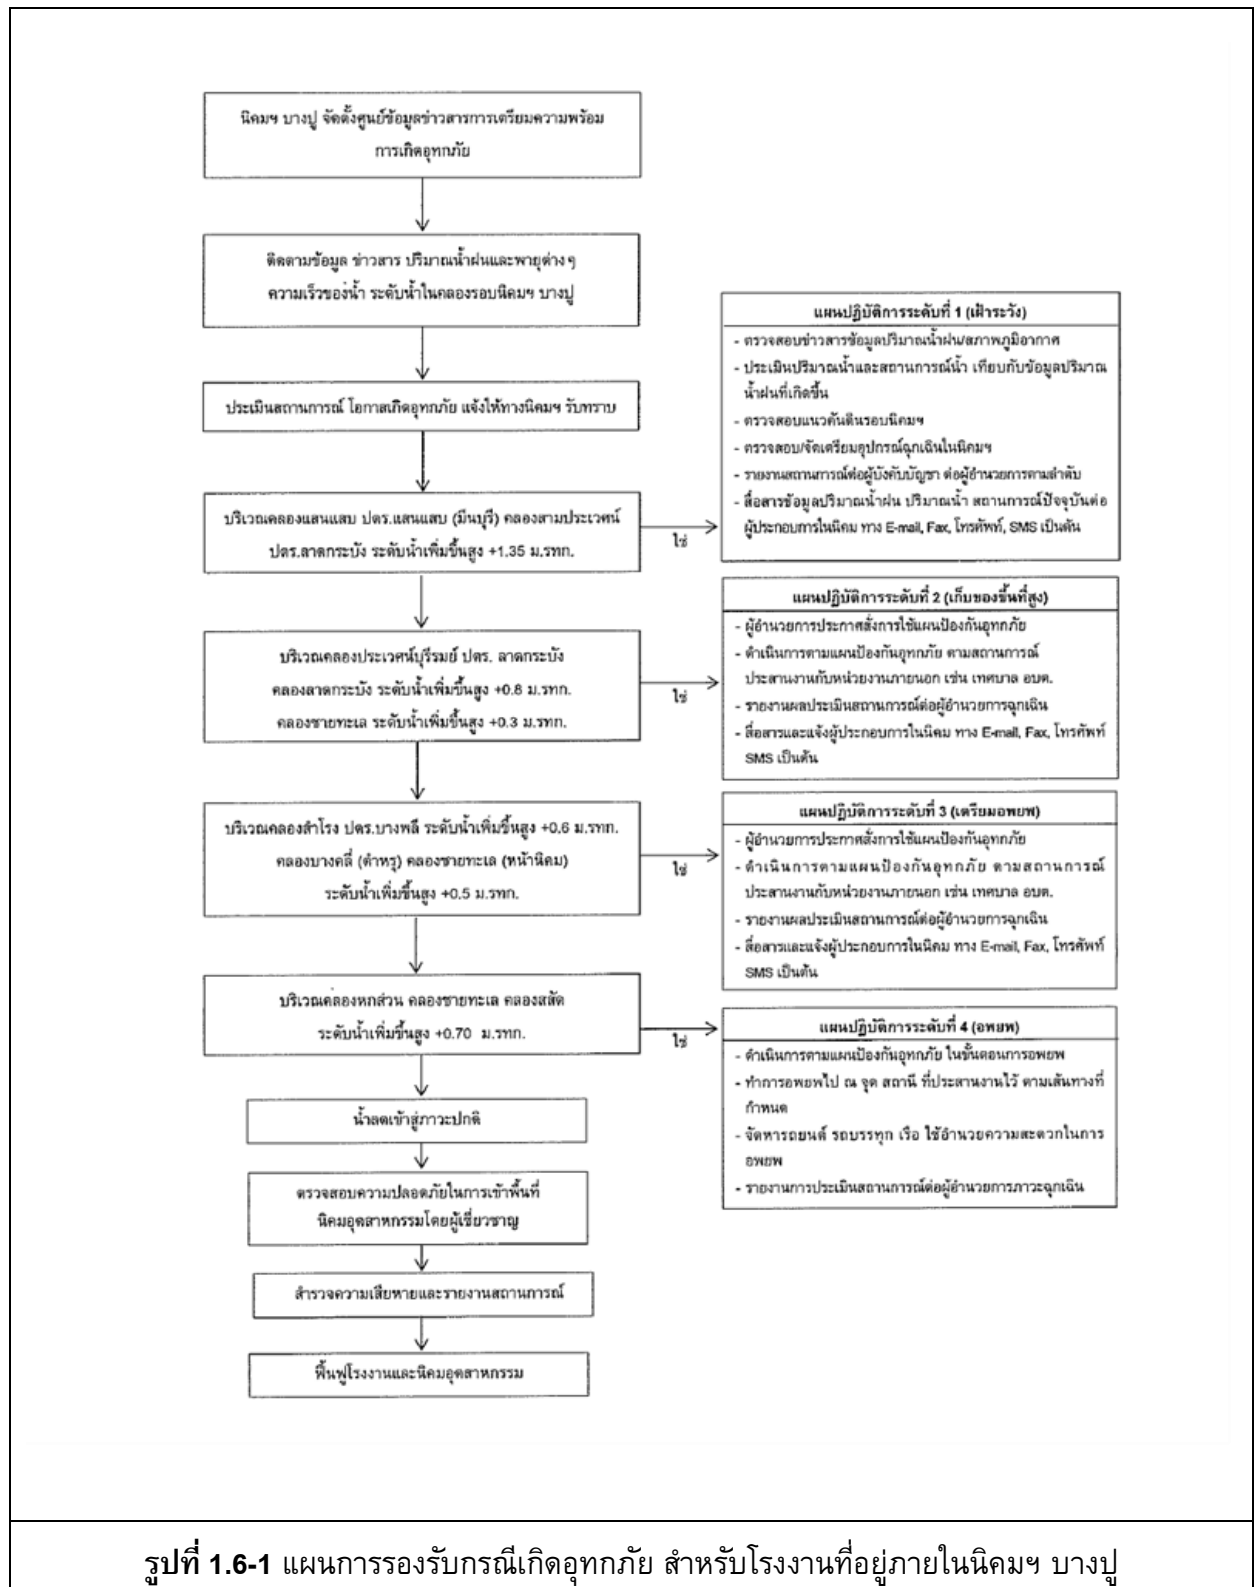 นิคมฯ บางปู จัดตั้งศูนย์ข้อมูลข่าวสารการเตรียมความพร้อม
การเกิดอุทกภัย
ติดตามข้อมูล ข่าวสาร ปริมาณน้ำฝนและพายุต่าง ๆ
ความเร็วของน้ำ ระดับน้ำในคลองรอบนิคมฯ บางปู
ประเมินสถานการณ์ โอกาสเกิดอุทกภัย แจ้งให้ทางนิคมฯ รับทราบ
บริเวณคลองแสนแสบ ปตร.แสนแสบ (มีนบุรี) คลองสามประเวศน์
ปตร.ลาดกระบัง ระดับน้ำเพิ่มขึ้นสูง +1.35 ม.รทก.
ใช่
แผนปฏิบัติการระดับที่ 1 (เฝ้าระวัง)
- ตรวจสอบข่าวสารข้อมูลปริมาณน้ำฝน/สภาพภูมิอากาศ
- ประเมินปริมาณน้ำและสถานการณ์น้ำ เทียบกับข้อมูลปริมาณ
น้ำฝนที่เกิดขึ้น
- ตรวจสอบแนวคันดินรอบนิคมฯ
- ตรวจสอบ/จัดเตรียมอุปกรณ์ฉุกเฉินในนิคมฯ
- รายงานสถานการณ์ต่อผู้บังคับบัญชา ต่อผู้อำนวยการตามลำดับ
- สื่อสารข้อมูลปริมาณน้ำฝน ปริมาณน้ำ สถานการณ์ปัจจุบันต่อ
ผู้ประกอบการในนิคม ทาง E-mail, Fax, โทรศัพท์, SMS เป็นต้น
บริเวณคลองประเวศน์บุรีรมย์ ปตร. ลาดกระบัง
คลองลาดกระบัง ระดับน้ำเพิ่มขึ้นสูง +0.8 ม.รทก.
คลองชายทะเล ระดับน้ำเพิ่มขึ้นสูง +0.3 ม.รทก.
ใช่
แผนปฏิบัติการระดับที่ 2 (เก็บของขึ้นที่สูง)
- ผู้อำนวยการประกาศสั่งการใช้แผนป้องกันอุทกภัย
- ดำเนินการตามแผนป้องกันอุทกภัย ตามสถานการณ์
ประสานงานกับหน่วยงานภายนอก เช่น เทศบาล อบต.
- รายงานผลประเมินสถานการณ์ต่อผู้อำนวยการฉุกเฉิน
- สื่อสารและแจ้งผู้ประกอบการในนิคม ทาง E-mail, Fax, โทรศัพท์
SMS เป็นต้น
บริเวณคลองสำโรง ปตร.บางพลี ระดับน้ำเพิ่มขึ้นสูง +0.6 ม.รทก.
คลองบางคลี่ (ตำหรุ) คลองชายทะเล (หน้านิคม)
ระดับน้ำเพิ่มขึ้นสูง +0.5 ม.รทก.
ใช่
แผนปฏิบัติการระดับที่ 3 (เตรียมอพยพ)
- ผู้อำนวยการประกาศสั่งการใช้แผนป้องกันอุทกภัย
- ดำเนินการตามแผนป้องกันอุทกภัย ตามสถานการณ์
ประสานงานกับหน่วยงานภายนอก เช่น เทศบาล อบต.
- รายงานผลประเมินสถานการณ์ต่อผู้อำนวยการฉุกเฉิน
- สื่อสารและแจ้งผู้ประกอบการในนิคม ทาง E-mail, Fax, โทรศัพท์
SMS เป็นต้น
บริเวณคลองหกส่วน คลองชายทะเล คลองสลัด
ระดับน้ำเพิ่มขึ้นสูง +0.70 ม.รทก.
ใช่
แผนปฏิบัติการระดับที่ 4 (อพยพ)
- ดำเนินการตามแผนป้องกันอุทกภัย ในขั้นตอนการอพยพ
- ทำการอพยพไป ณ จุด สถานี ที่ประสานงานไว้ ตามเส้นทางที่
กำหนด
- จัดหารถยนต์ รถบรรทุก เรือ ใช้อำนวยความสะดวกในการ
อพยพ
- รายงานการประเมินสถานการณ์ต่อผู้อำนวยการภาวะฉุกเฉิน
น้ำลดเข้าสู่ภาวะปกติ
ตรวจสอบความปลอดภัยในการเข้าพื้นที่
นิคมอุตสาหกรรมโดยผู้เชี่ยวชาญ
สำรวจความเสียหายและรายงานสถานการณ์
ฟื้นฟูโรงงานและนิคมอุตสาหกรรม
รูปที่ 1.6-1 แผนการรองรับกรณีเกิดอุทกภัย สำหรับโรงงานที่อยู่ภายในนิคมฯ บางปู